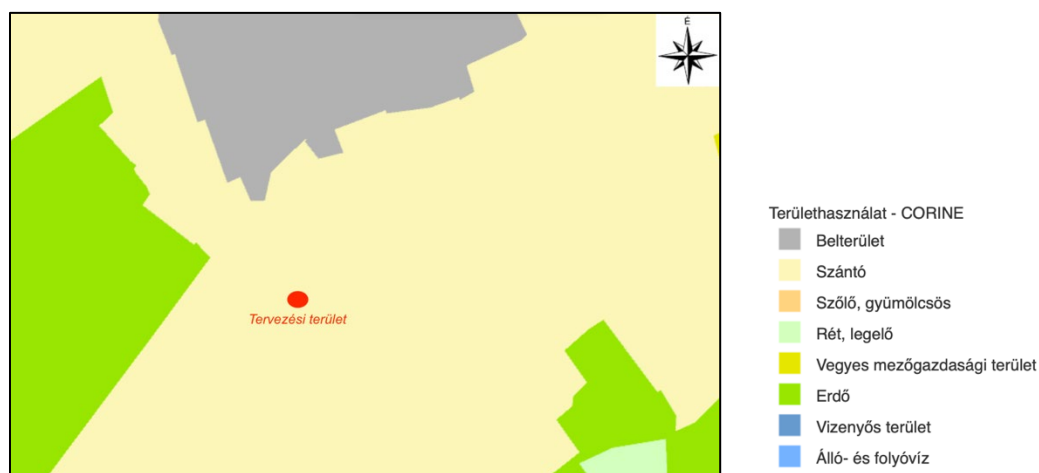 É
Tervezési terület
Területhasználat - CORINE
Belterület
Szántó
Szőlő, gyümölcsös
Rét, legelő
Vegyes mezőgazdasági terület
Erdő
Vizenyős terület
Álló- és folyóvíz